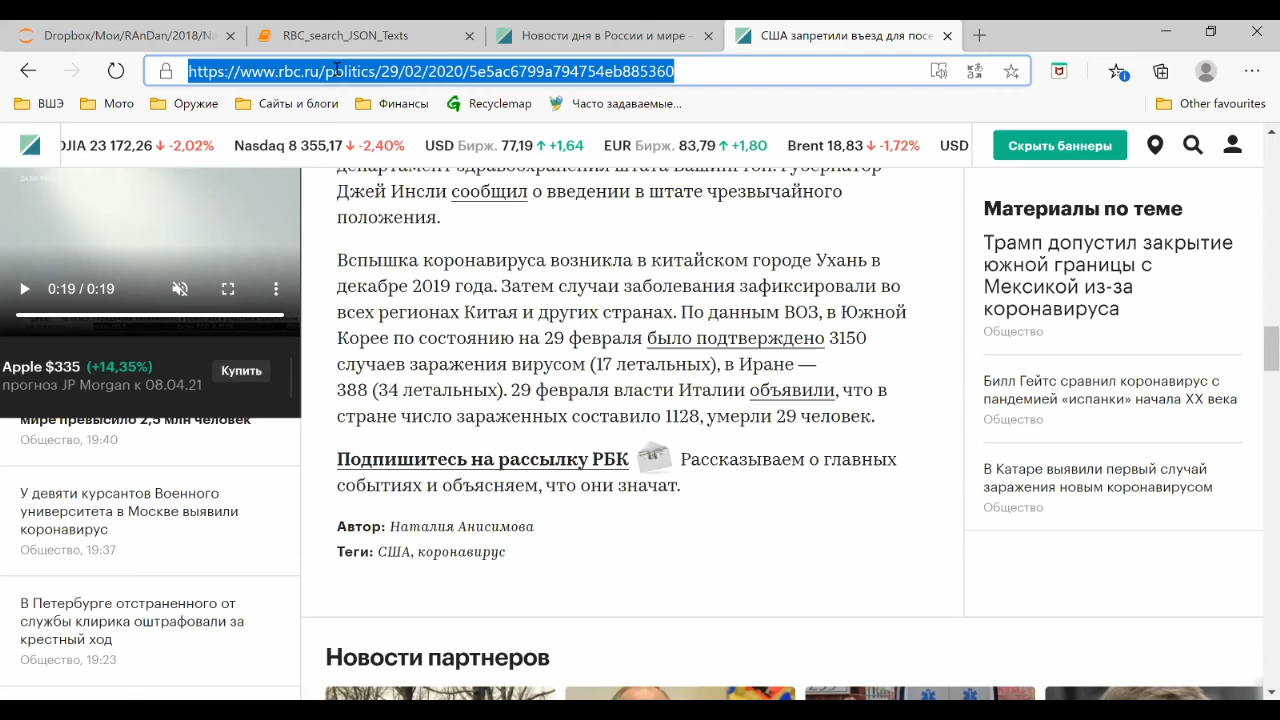 Dropbox/Мои/RAnDan/2018/Na
RBC_search_JSON_Texts
Новости дня в России и мире –
США запретили въезд для посе
https://www.rbc.ru/politics/29/02/2020/5e5ac6799a794754eb885360
ВШЭ
Мото
Оружие
Сайты и блоги
Финансы
Recyclemap
Часто задаваемые...
Other favourites
DJIA 23 172,26 -2,02%
Nasdaq 8 355,17 -2,40%
USD Бирж. 77,19 +1,64
EUR Бирж. 83,79 +1,80
Brent 18,83 -1,72%
USD
Скрыть баннеры
департамент здравоохранения штата Вашингтон. Губернатор
Джей Инсли сообщил о введении в штате чрезвычайного
положения.
Вспышка коронавируса возникла в китайском городе Ухань в
декабре 2019 года. Затем случаи заболевания зафиксировали во
всех регионах Китая и других странах. По данным ВОЗ, в Южной
Корее по состоянию на 29 февраля было подтверждено 3150
случаев заражения вирусом (17 летальных), в Иране —
388 (34 летальных). 29 февраля власти Италии объявили, что в
стране число зараженных составило 1128, умерли 29 человек.
Подпишитесь на рассылку РБК Рассказываем о главных
событиях и объясняем, что они значат.
Автор: Наталия Анисимова
Теги: США, коронавирус
Новости партнеров
0:19 / 0:19
Apple $335 (+14,35%)
прогноз JP Morgan к 08.04.21
Купить
мире превысило 2,5 млн человек
Общество, 19:40
У девяти курсантов Военного
университета в Москве выявили
коронавирус
Общество, 19:37
В Петербурге отстраненного от
службы клирика оштрафовали за
крестный ход
Общество, 19:23
Материалы по теме
Трамп допустил закрытие
южной границы с
Мексикой из-за
коронавируса
Общество
Билл Гейтс сравнил коронавирус с
пандемией «испанки» начала XX века
Общество
В Катаре выявили первый случай
заражения новым коронавирусом
Общество